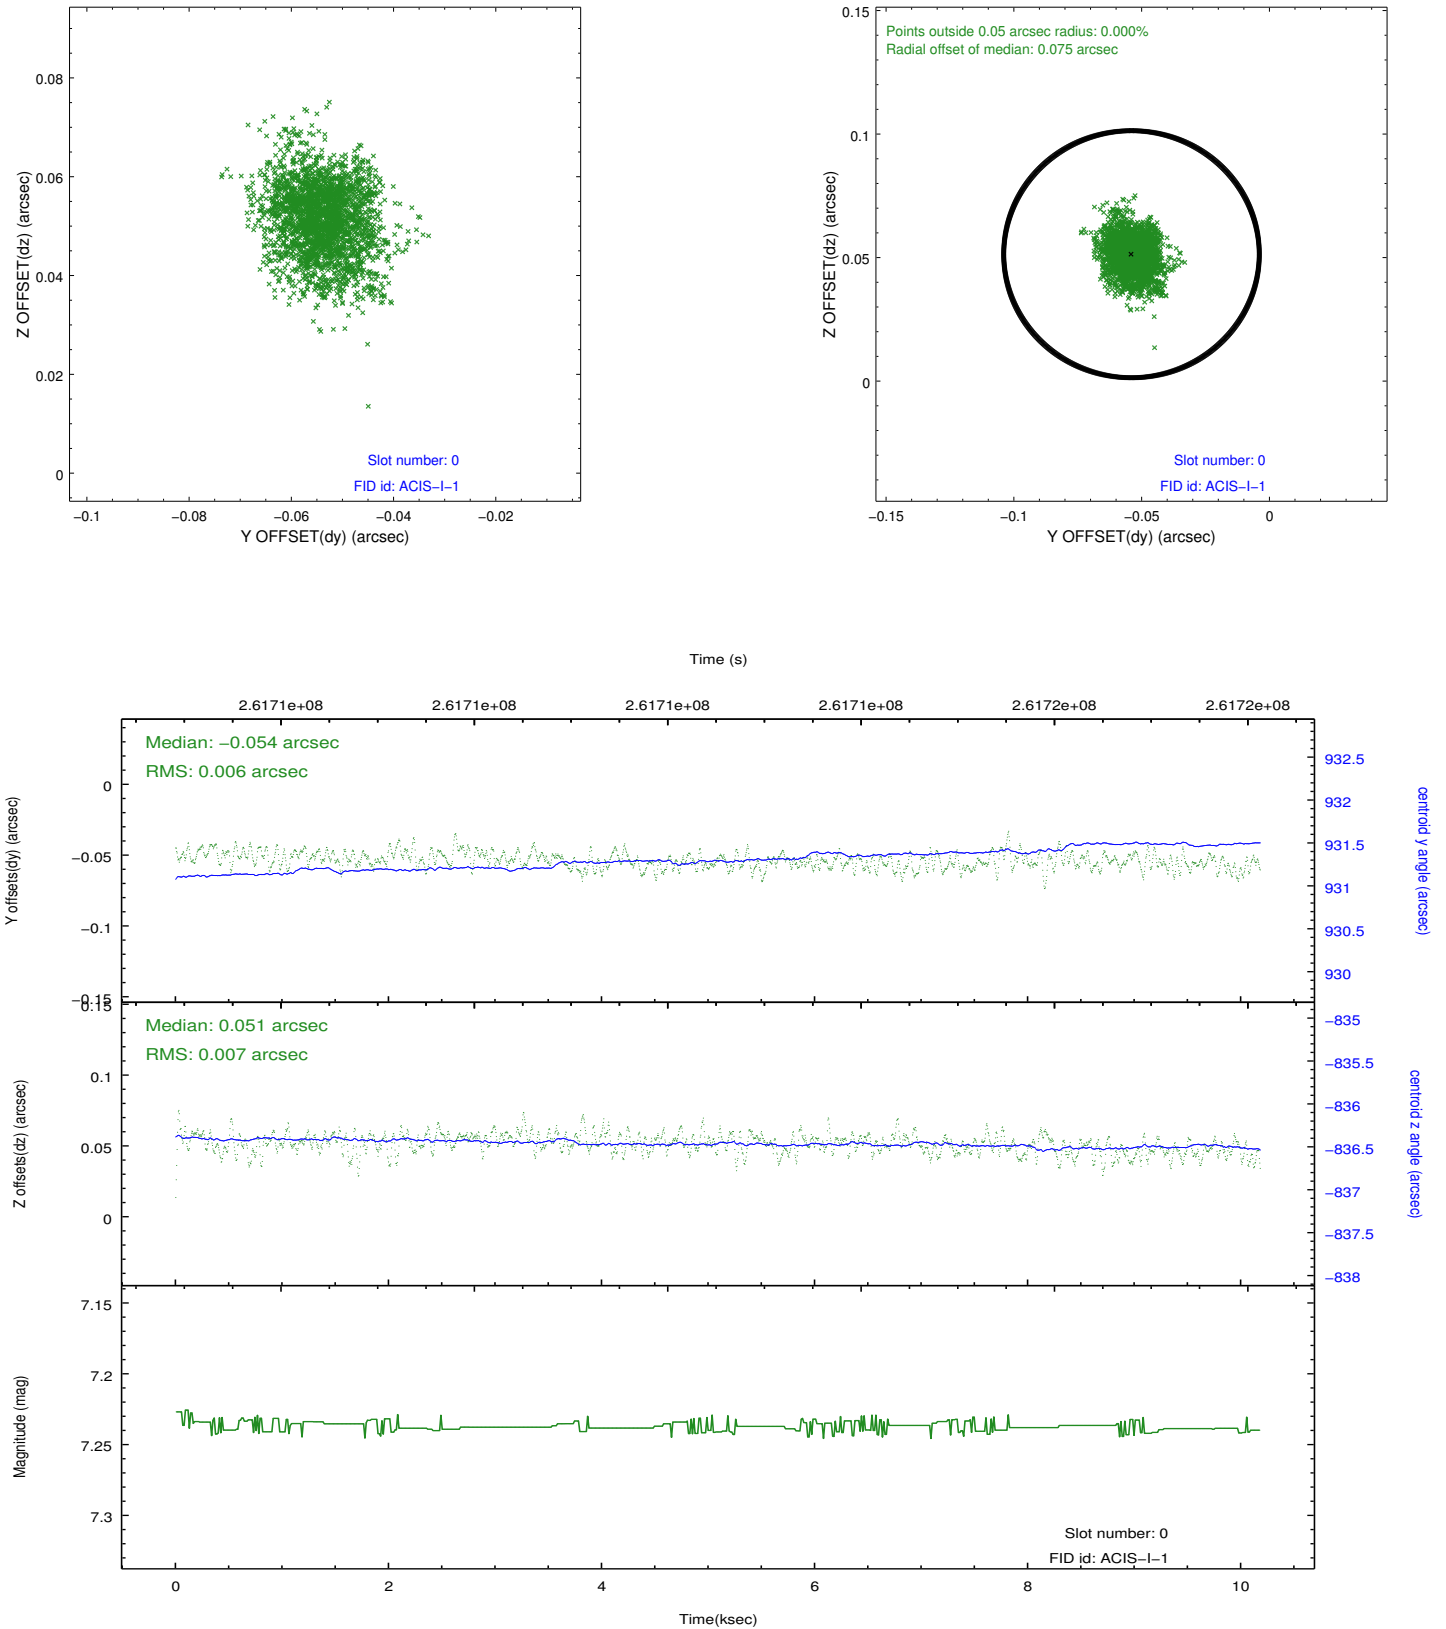 0.08
0.06
0.04
0.02
0
Z OFFSET(dz) (arcsec)
Slot number: 0
FID id: ACIS−I−1
−0.1
−0.08
−0.06
−0.04
−0.02
Y OFFSET(dy) (arcsec)
0.15
0.1
0.05
0
Z OFFSET(dz) (arcsec)
Points outside 0.05 arcsec radius: 0.000%
Radial offset of median: 0.075 arcsec
Slot number: 0
FID id: ACIS−I−1
−0.15
−0.1
−0.05
0
Y OFFSET(dy) (arcsec)
Time (s)
2.6171e+08
2.6171e+08
2.6171e+08
2.6171e+08
2.6172e+08
2.6172e+08
Median: −0.054 arcsec
RMS: 0.006 arcsec
0
−0.05
−0.1
−0.15
Y offsets(dy) (arcsec)
932.5
932
931.5
931
930.5
930
centroid y angle (arcsec)
Median: 0.051 arcsec
RMS: 0.007 arcsec
0.15
0.1
0.05
0
Z offsets(dz) (arcsec)
−835
−835.5
−836
−836.5
−837
−837.5
−838
centroid z angle (arcsec)
7.15
7.2
7.25
7.3
Magnitude (mag)
Slot number: 0
FID id: ACIS−I−1
0
2
4
6
8
10
Time(ksec)